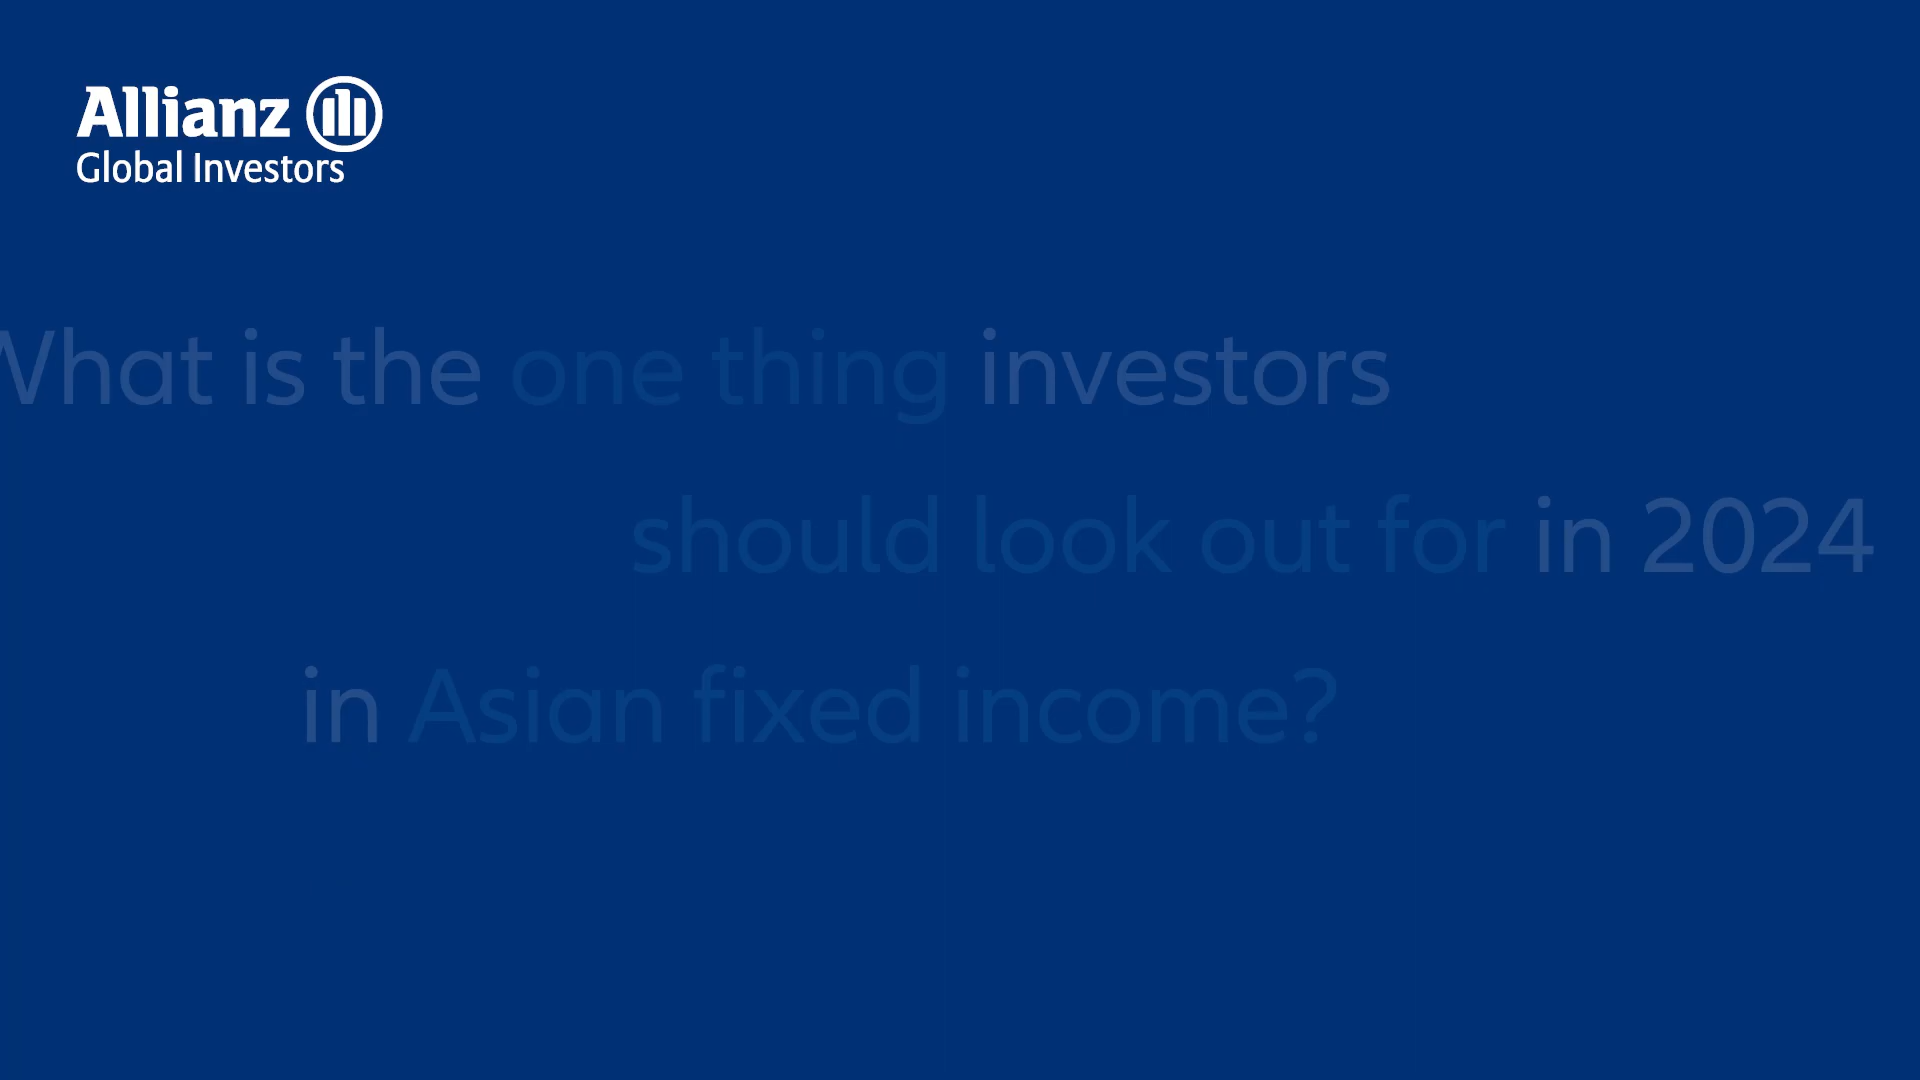 Allianz
Global Investors
What is the one thing investors
should look out for in 2024
in Asian fixed income?